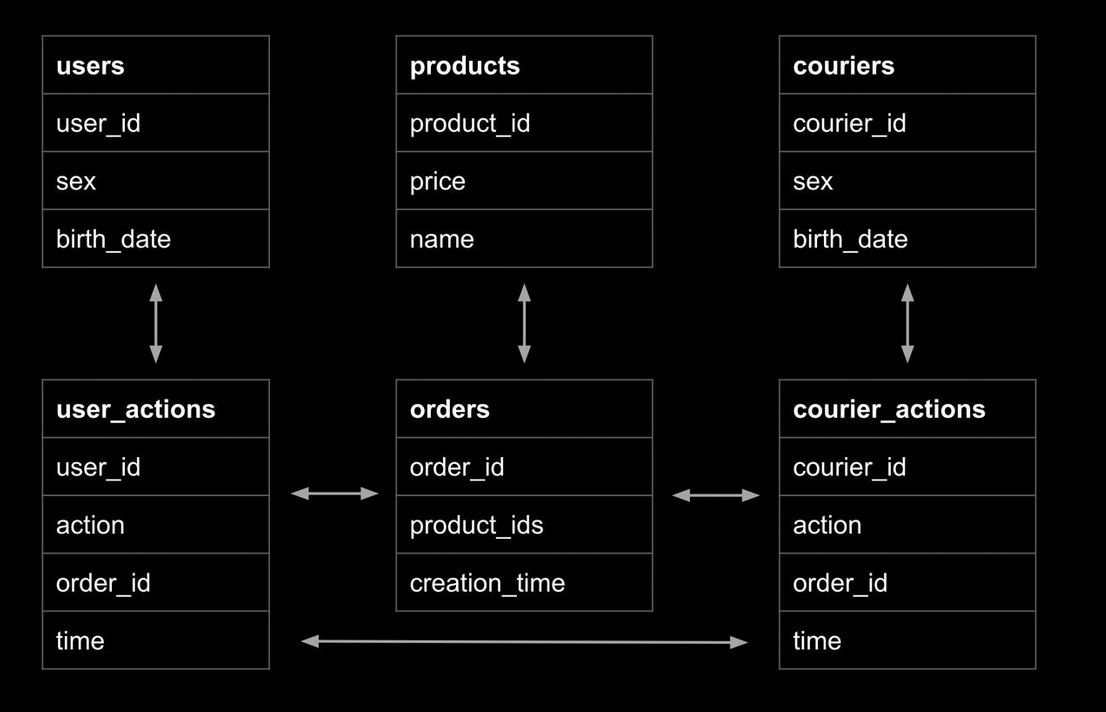 users
user_id
sex
birth_date
products
product_id
price
name
couriers
courier_id
sex
birth_date
user_actions
user_id
action
order_id
time
orders
order_id
product_ids
creation_time
courier_actions
courier_id
action
order_id
time